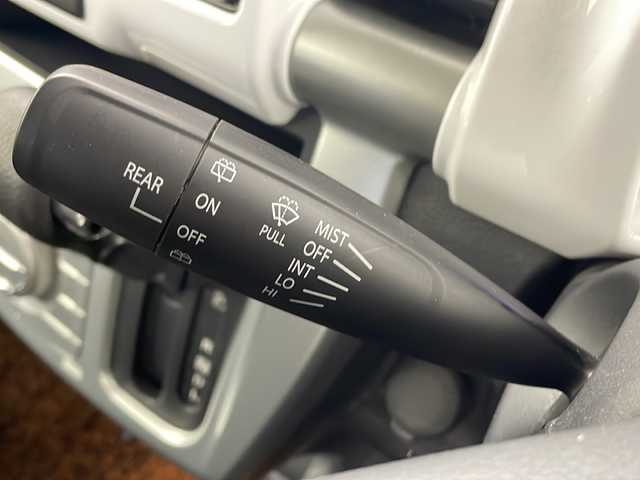 REAR
ON
OFF
PULL
MIST
OFF
INT
LO
HI